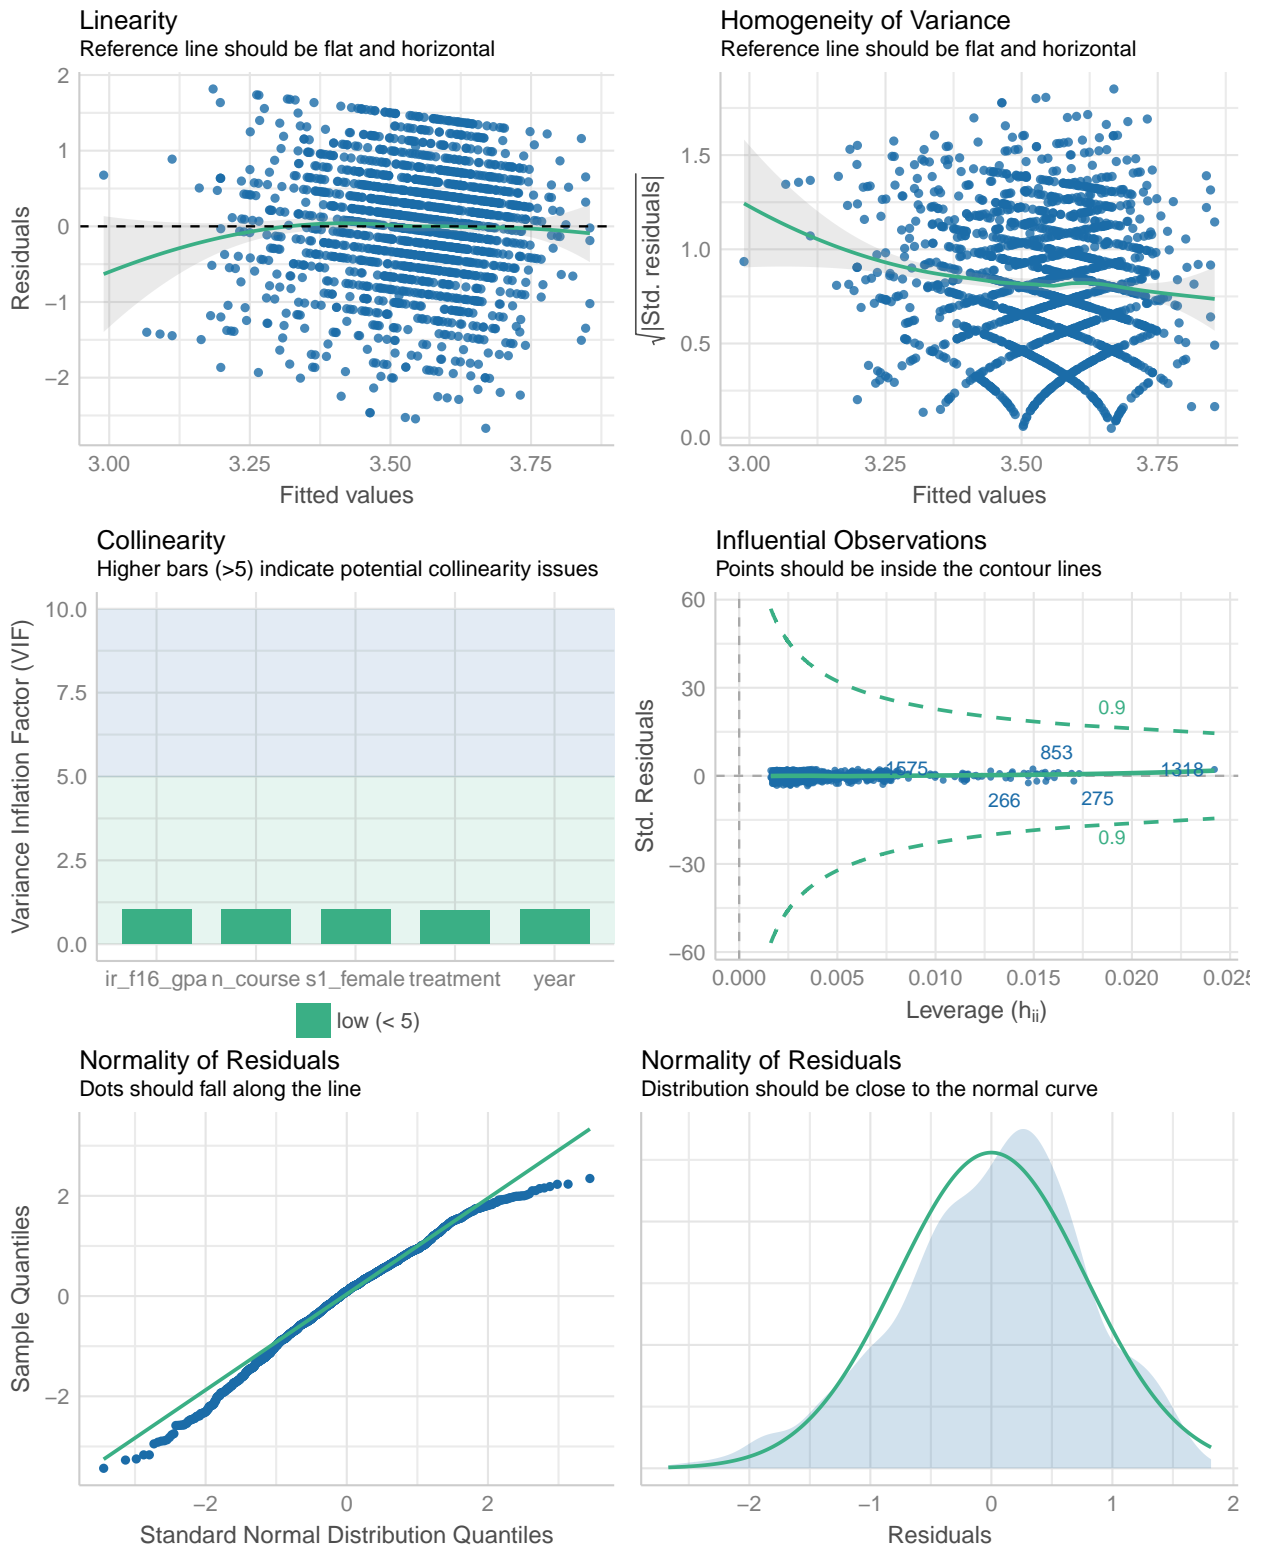 Linearity
Reference line should be flat and horizontal
2
1
0
−1
−2
Residuals
3.00 3.25 3.50 3.75
Fitted values
Homogeneity of Variance
Reference line should be flat and horizontal
1.5
1.0
0.5
0.0
√|Std. residuals|
3.00 3.25 3.50 3.75
Fitted values
Collinearity
Higher bars (>5) indicate potential collinearity issues
10.0
7.5
5.0
2.5
0.0
Variance Inflation Factor (VIF)
ir_f16_gpa n_course s1_female treatment year
low (< 5)
Influential Observations
Points should be inside the contour lines
60
30
0
−30
−60
Std. Residuals
0.9
853
1575
1318
266
275
0.9
0.000 0.005 0.010 0.015 0.020 0.025
Leverage (hii)
Normality of Residuals
Dots should fall along the line
2
0
−2
Sample Quantiles
−2 0 2
Standard Normal Distribution Quantiles
Normality of Residuals
Distribution should be close to the normal curve
−2 −1 0 1 2
Residuals